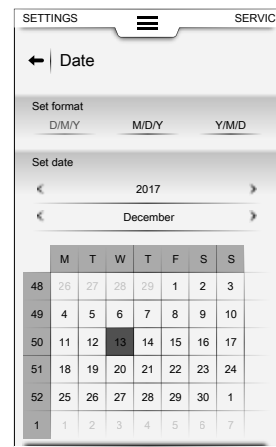 SETTINGS SERVIC
Date
Set format
D/M/Y M/D/Y Y/M/D
Set date
2017
December
M T W T F S S
48 26 27 28 29 1 2 3
49 4 5 6 7 8 9 10
50 11 12 13 14 15 16 17
51 18 19 20 21 22 23 24
52 25 26 27 28 29 30 1
1 1 2 3 4 5 6 7